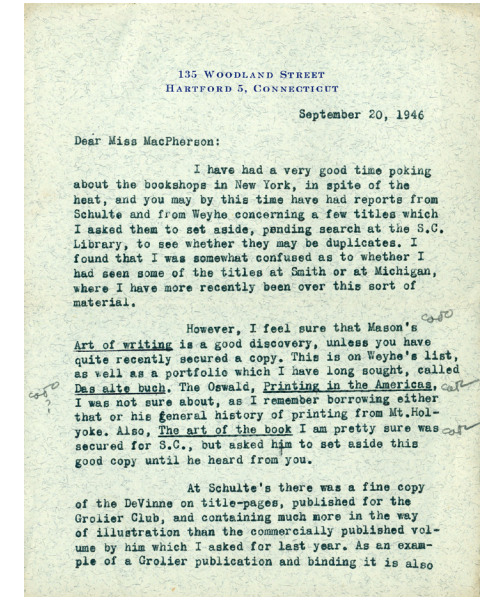 135 Woodland Street
Hartford 5, Connecticut
September 20, 1946
Dear Miss MacPherson:
I have had a very good time poking
about the bookshops in New York, in spite of the
heat, and you may by this time have had reports from
Schulte and from Weyhe concerning a few titles which
I asked them to set aside, pending search at the S.C.
Library, to see whether they may be duplicates. I
found that I was somewhat confused as to whether I
had seen some of the titles at Smith or at Michigan,
where I have more recently been over this sort of
material.
However, I feel sure that Mason's
Art of writing is a good discovery, unless you have
quite recently secured a copy. This is on Weyhe's list,
as well as a portfolio which I have long sought, called
Das alte buch. The Oswald, Printing in the Americas,
I was not sure about, as I remember borrowing either
that or his general history of printing from Mt.Hol-
yoke. Also, The art of the book I am pretty sure was
secured for S.C., but asked him to set aside this
good copy until he heard from you.
At Schulte's there was a fine copy
of the DeVinne on title-pages, published for the
Grolier Club, and containing much more in the way
of illustration than the commercially published vol-
ume by him which I asked for last year. As an exam-
ple of a Grolier publication and binding it is also